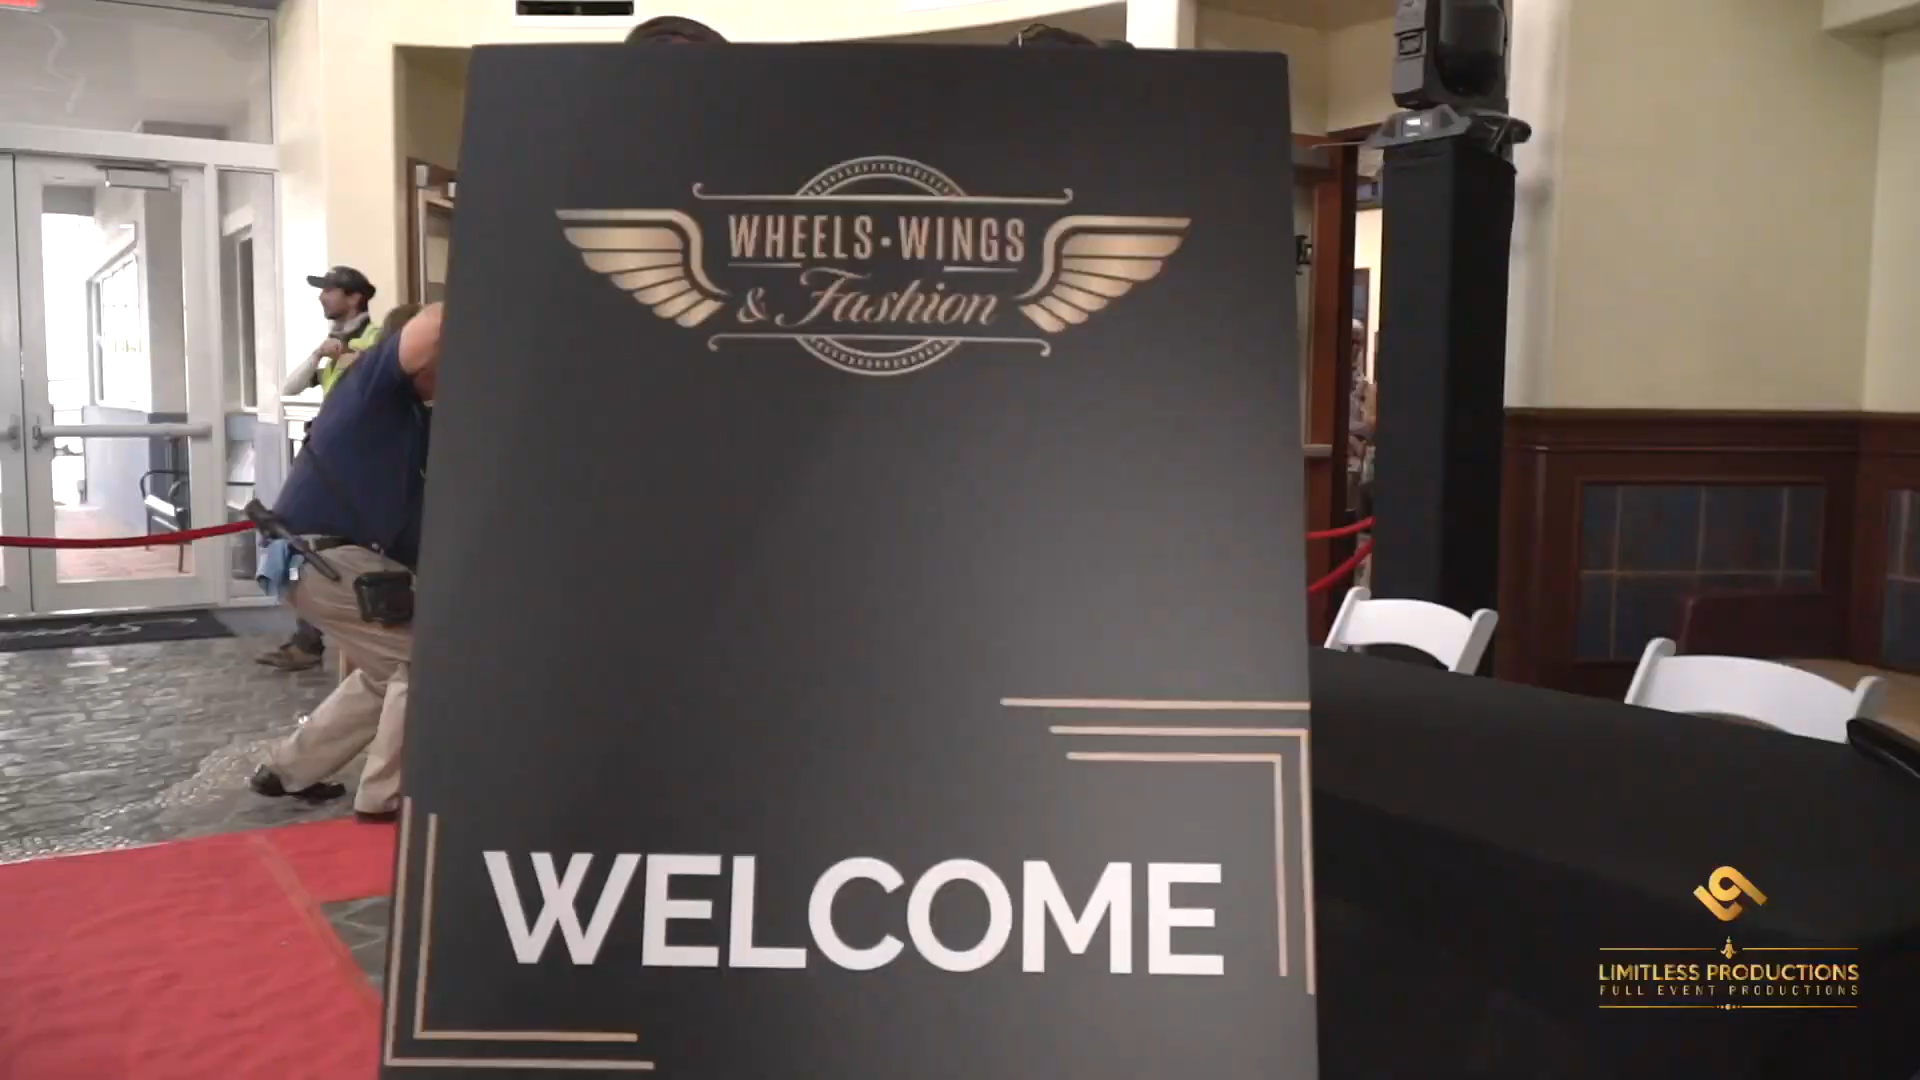 WHEELS·WINGS
& Fashion
WELCOME
LIMITLESS PRODUCTIONS
FULL EVENT PRODUCTIONS